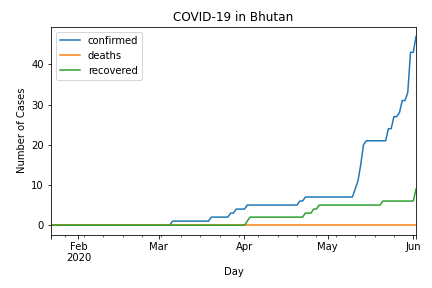 COVID-19 in Bhutan
confirmed
deaths
recovered
Number of Cases
40
30
20
10
0
Feb
2020
Mar
Apr
May
Jun
Day